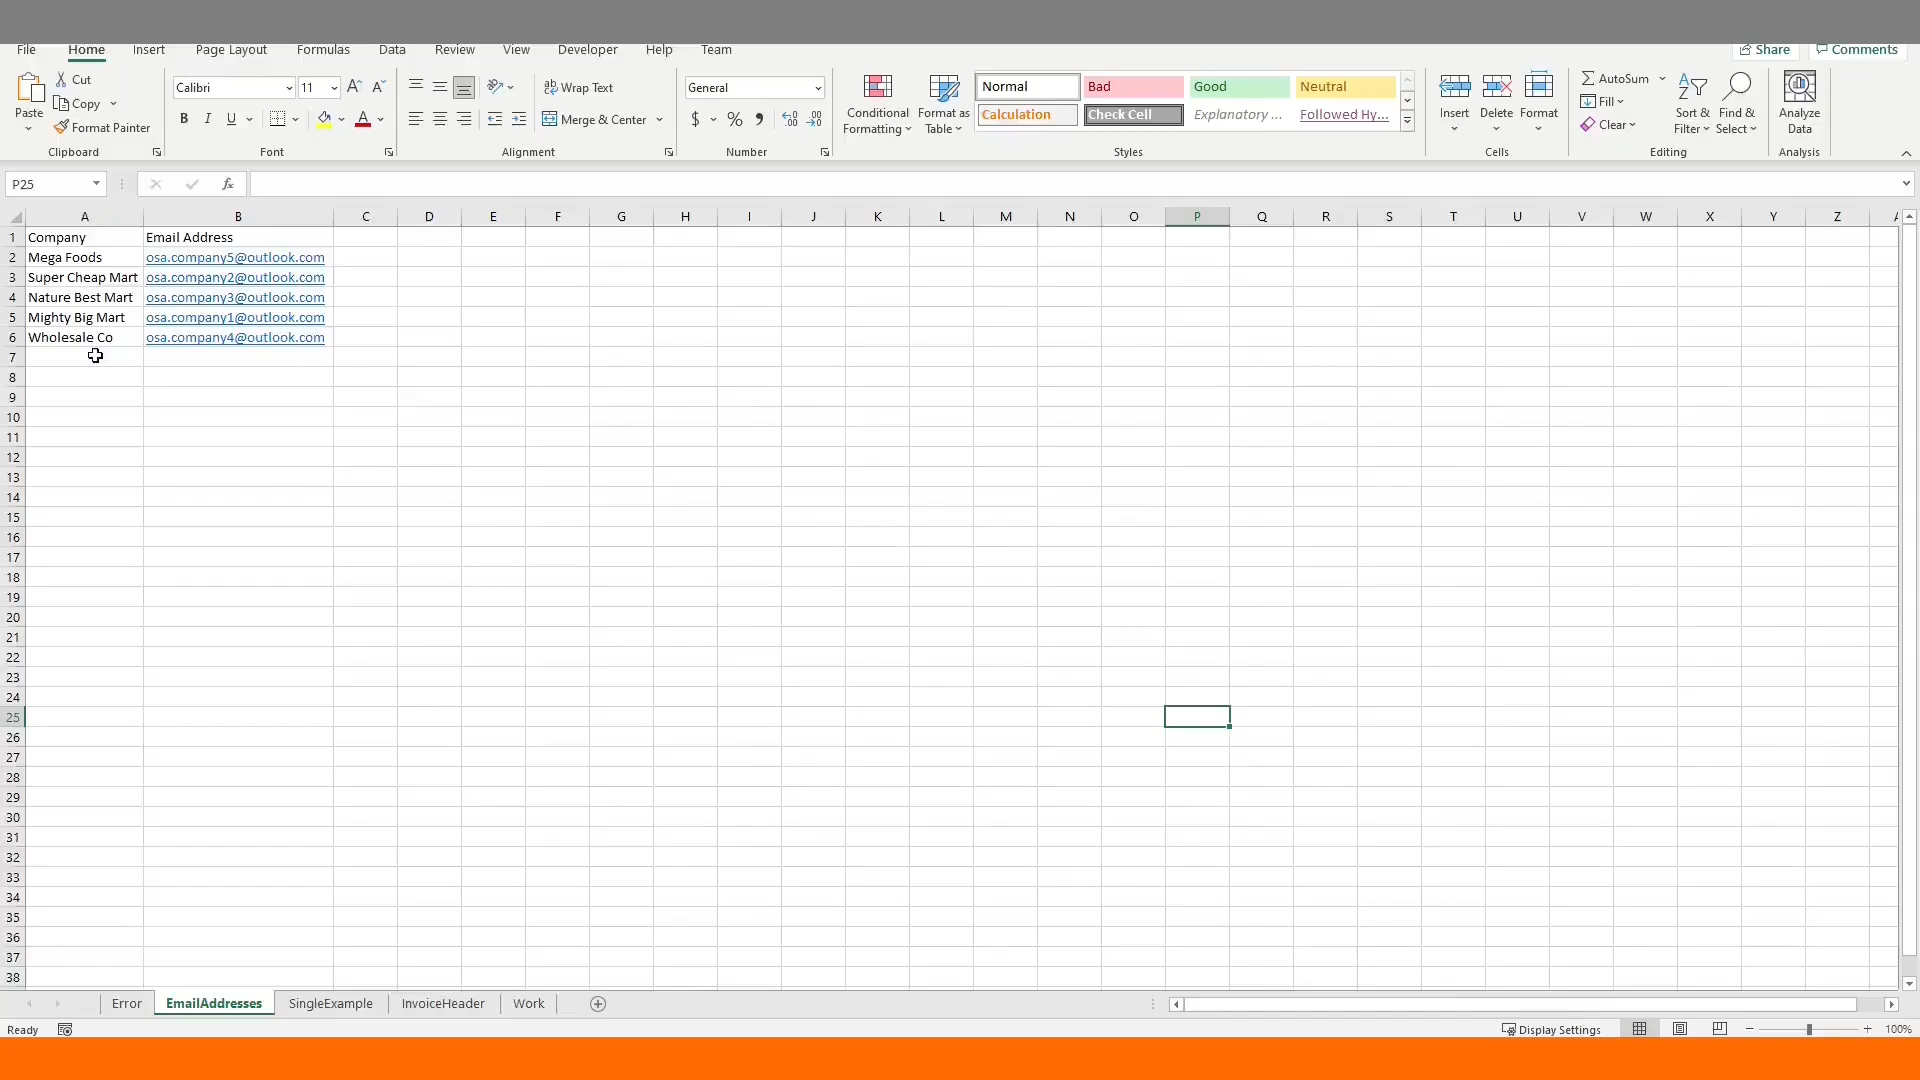 File Home Insert Page Layout Formulas Data Review View Developer Help Team Share Comments
Paste Cut Copy Format Painter Clipboard
Calibri 11 A A B I U A Font
Wrap Text Merge & Center Alignment
General $ % Number
Conditional Formatting Format as Table
Normal Bad Good Neutral
Calculation Check Cell Explanatory ... Followed Hy...
Styles
Insert Delete Format Cells
AutoSum Fill Clear Sort & Filter Find & Select Editing
Analyze Data Analysis
P25 fx
A B C D E F G H I J K L M N O P Q R S T U V W X Y Z
1 Company Email Address
2 Mega Foods osa.company5@outlook.com
3 Super Cheap Mart osa.company2@outlook.com
4 Nature Best Mart osa.company3@outlook.com
5 Mighty Big Mart osa.company1@outlook.com
6 Wholesale Co osa.company4@outlook.com
7
8
9
10
11
12
13
14
15
16
17
18
19
20
21
22
23
24
25
26
27
28
29
30
31
32
33
34
35
36
37
38
Error EmailAddresses SingleExample InvoiceHeader Work
Ready Display Settings 100%